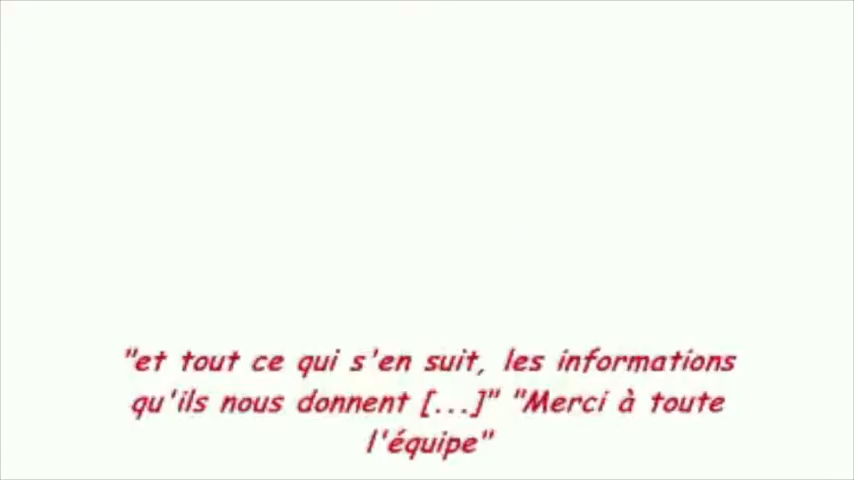 "et tout ce qui s'en suit, les informations
qu'ils nous donnent [...]" "Merci à toute
l'équipe"